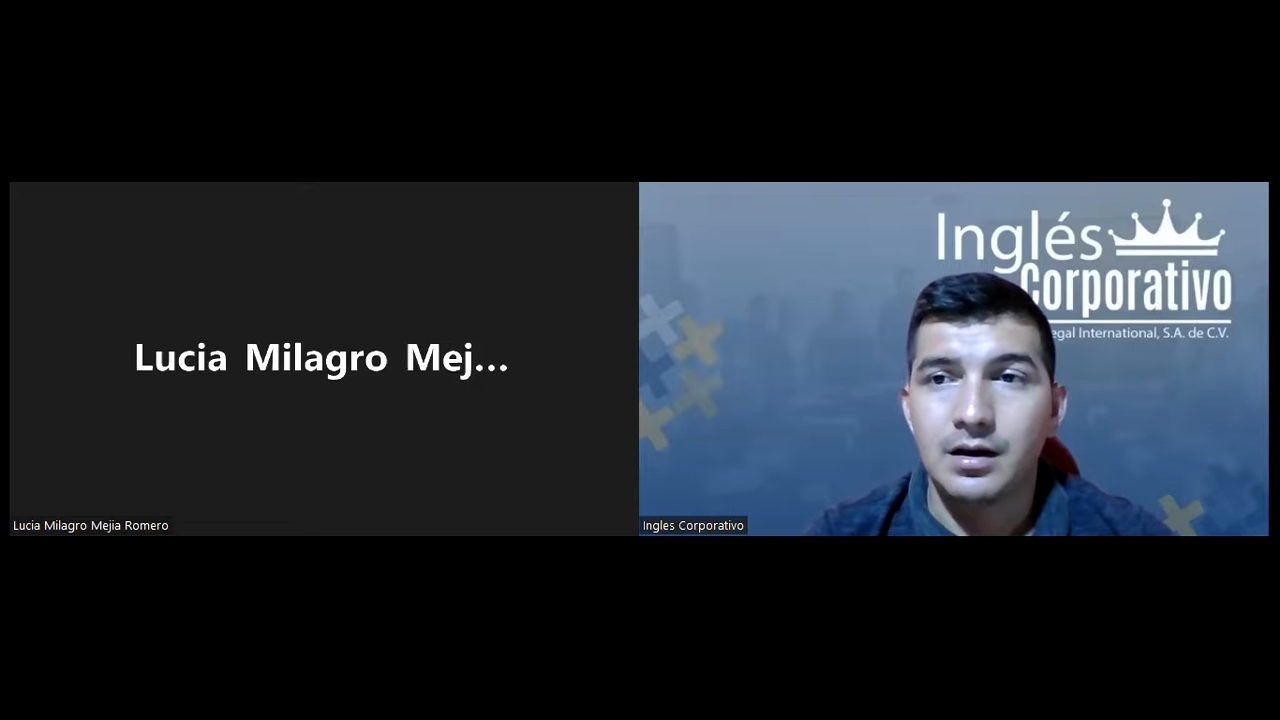 Lucia Milagro Mej...
Lucia Milagro Mejia Romero
Inglés
Corporativo
egal International, S.A. de C.V.
Ingles Corporativo